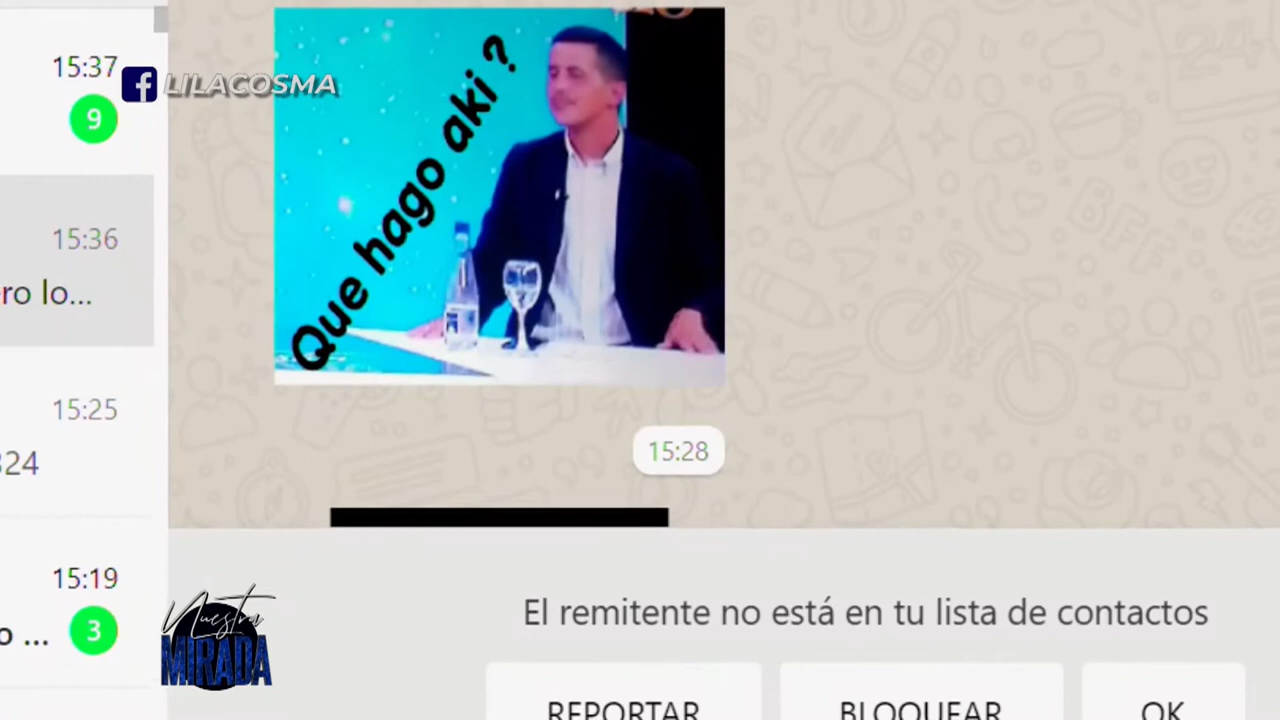 15:37
LILACOSMA
9
Que hago aki ?
15:36
ro lo...
15:25
324
15:28
15:19
o ...
3
Nuestra
MIRADA
El remitente no está en tu lista de contactos
REPORTAR
BLOQUEAR
OK